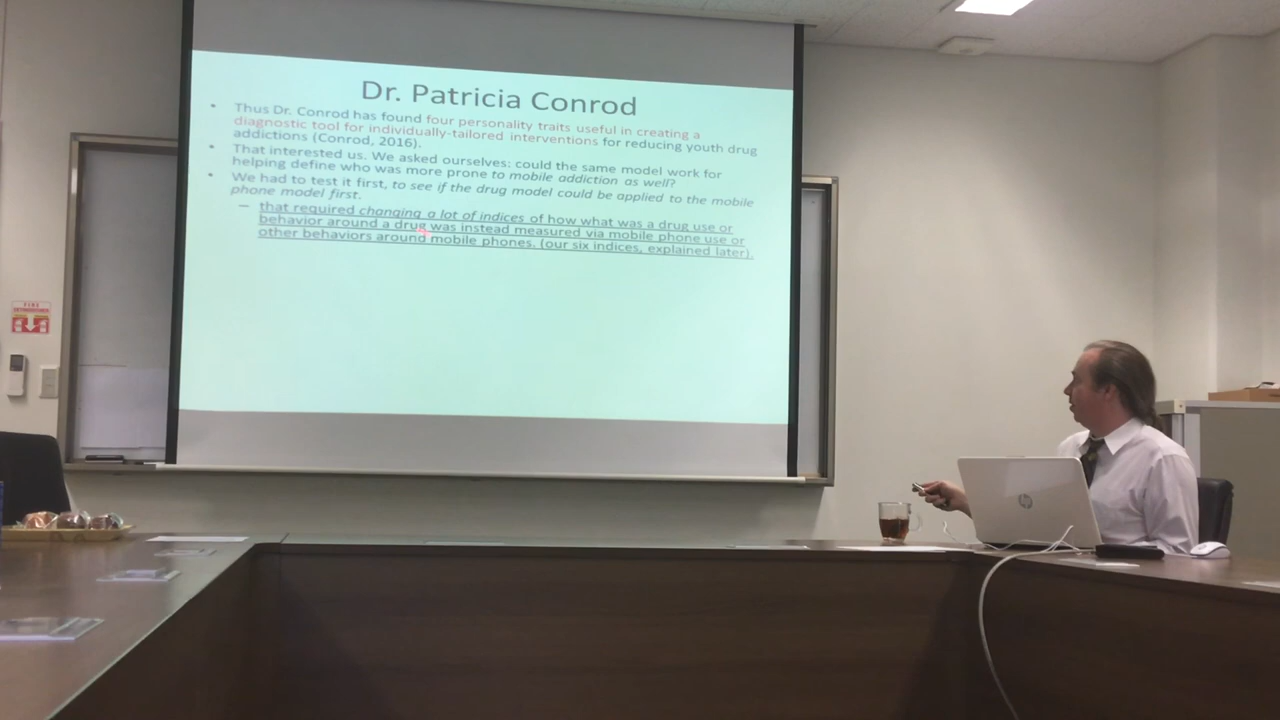 Dr. Patricia Conrod
• Thus Dr. Conrod has found four personality traits useful in creating a
diagnostic tool for individually-tailored interventions for reducing youth drug
addictions (Conrod, 2016).
• That interested us. We asked ourselves: could the same model work for
helping define who was more prone to mobile addiction as well?
• We had to test it first, to see if the drug model could be applied to the mobile
phone model first.
– that required changing a lot of indices of how what was a drug use or
behavior around a drug was instead measured via mobile phone use or
other behaviors around mobile phones. (our six indices, explained later).
FIRE
EXTINGUISHER
hp